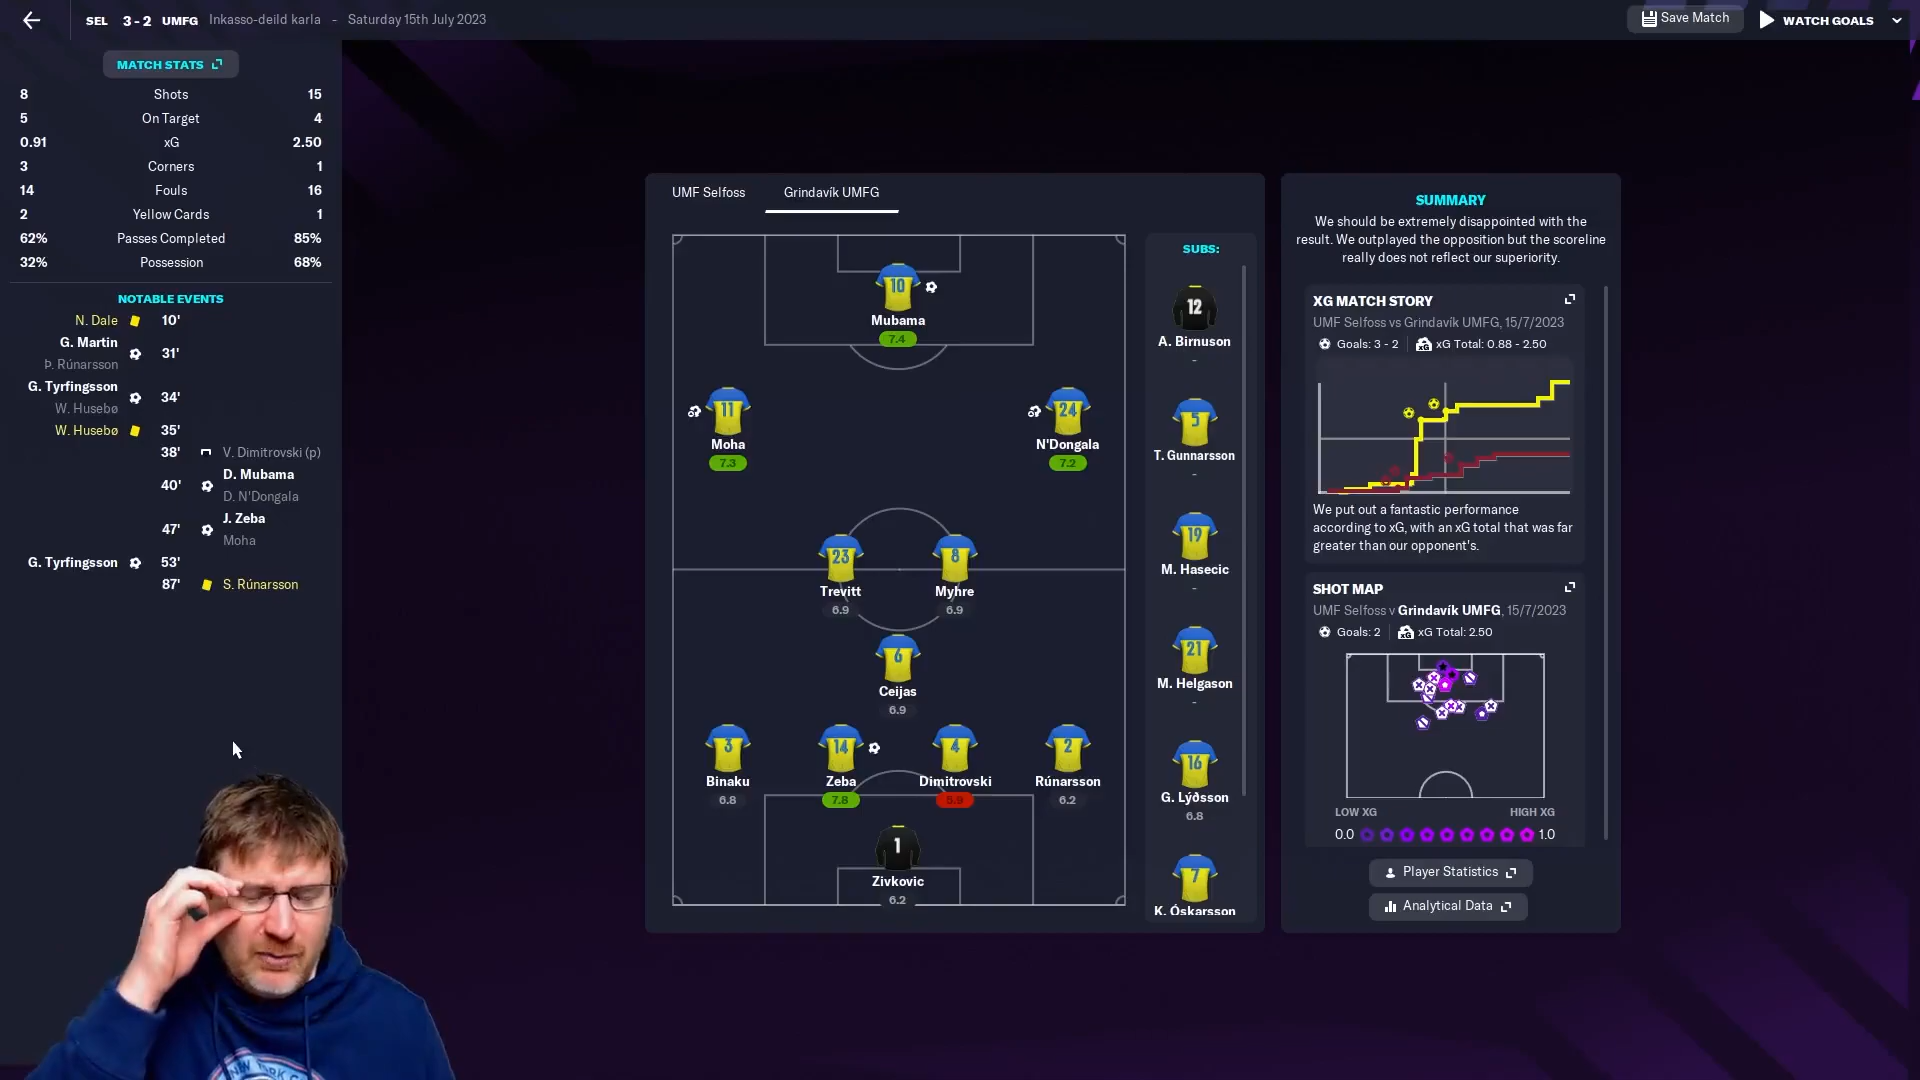 SEL 3 - 2 UMFG Inkasso-deild karla - Saturday 15th July 2023
Save Match
WATCH GOALS
MATCH STATS
8 Shots 15
5 On Target 4
0.91 xG 2.50
3 Corners 1
14 Fouls 16
2 Yellow Cards 1
62% Passes Completed 85%
32% Possession 68%
NOTABLE EVENTS
N. Dale 10'
G. Martin
31'
Þ. Rúnarsson
G. Tyrfingsson
34'
W. Husebø
W. Husebø 35'
38' V. Dimitrovski (p)
D. Mubama
40'
D. N'Dongala
J. Zeba
47'
Moha
G. Tyrfingsson 53'
87' S. Rúnarsson
UMF Selfoss Grindavík UMFG
10
Mubama
7.4
11 24
Moha N'Dongala
7.3 7.2
23 8
Trevitt Myhre
6.9 6.9
6
Ceijas
6.9
3 14 4 2
Binaku Zeba Dimitrovski Rúnarsson
6.8 7.8 5.9 6.2
1
Zivkovic
6.2
SUBS:
12
A. Birnuson
-
5
T. Gunnarsson
-
19
M. Hasecic
-
21
M. Helgason
-
16
G. Lýðsson
6.8
7
K. Óskarsson
SUMMARY
We should be extremely disappointed with the
result. We outplayed the opposition but the scoreline
really does not reflect our superiority.
XG MATCH STORY
UMF Selfoss vs Grindavík UMFG, 15/7/2023
Goals: 3 - 2 xG Total: 0.88 - 2.50
We put out a fantastic performance
according to xG, with an xG total that was far
greater than our opponent's.
SHOT MAP
UMF Selfoss v Grindavík UMFG, 15/7/2023
Goals: 2 xG Total: 2.50
LOW XG HIGH XG
0.0 1.0
Player Statistics
Analytical Data
NEW YORK C